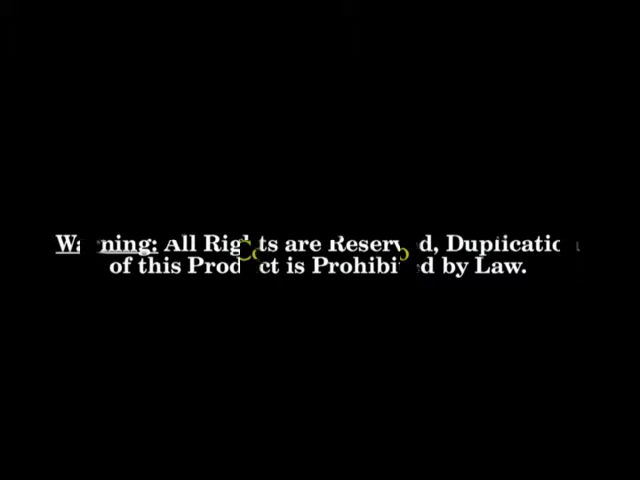 Warning: All Rights are Reserved, Duplication
of this Product is Prohibited by Law.